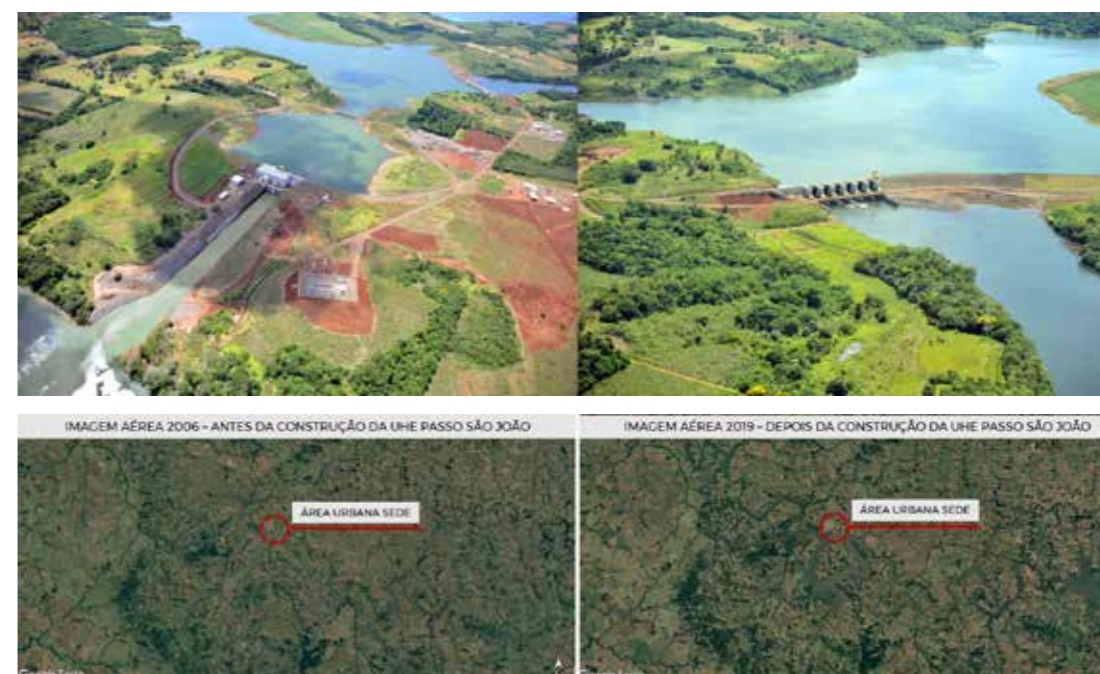 IMAGEM AÉREA 2006 – ANTES DA CONSTRUÇÃO DA UHE PASSO SÃO JOÃO
IMAGEM AÉREA 2019 – DEPOIS DA CONSTRUÇÃO DA UHE PASSO SÃO JOÃO
ÁREA URBANA SEDE
ÁREA URBANA SEDE